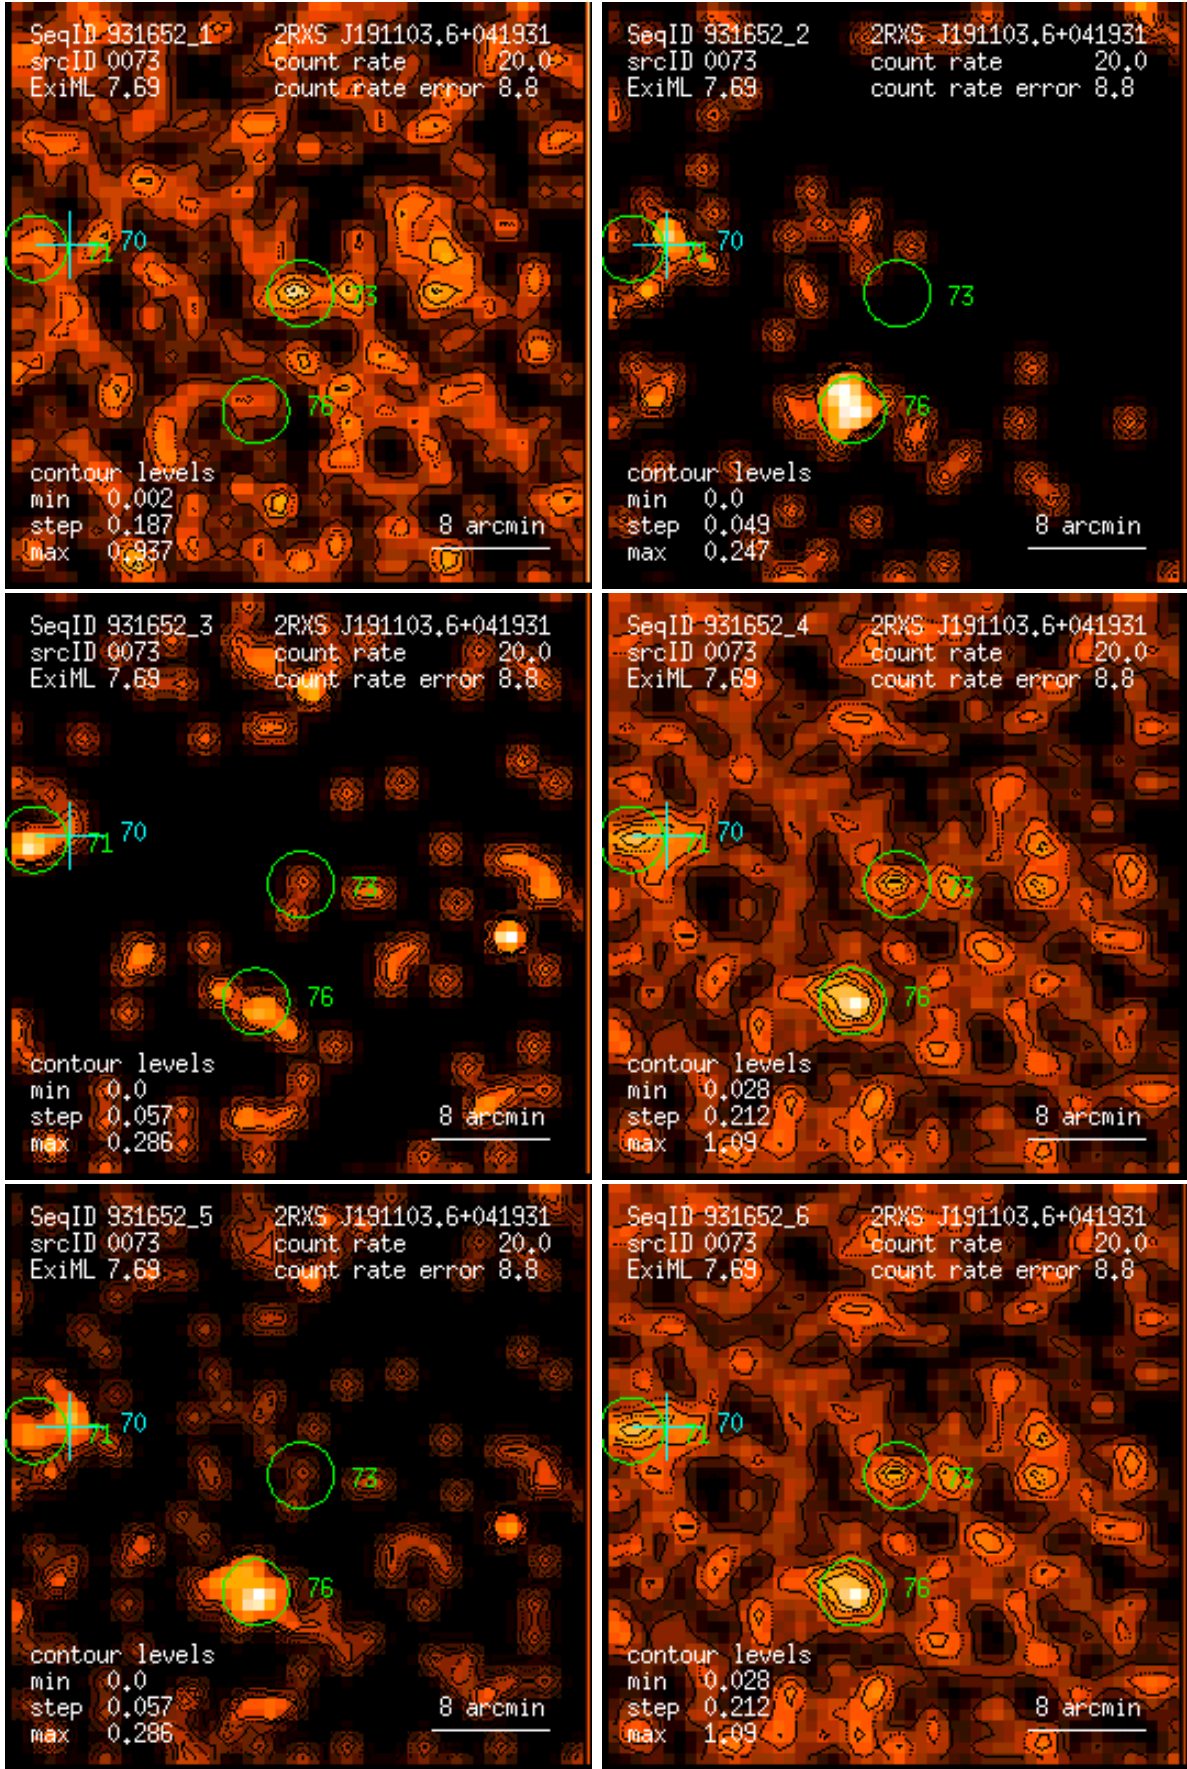 SeqID 931652_1 2RXS J191103.6+041931
srcID 0073 count rate 20.0
ExiML 7.69 count rate error 8.8
70
71
73
76
contour levels
min 0.002
step 0.187
max 0.937
8 arcmin
SeqID 931652_2 2RXS J191103.6+041931
srcID 0073 count rate 20.0
ExiML 7.69 count rate error 8.8
70
71
73
76
contour levels
min 0.0
step 0.049
max 0.247
8 arcmin
SeqID 931652_3 2RXS J191103.6+041931
srcID 0073 count rate 20.0
ExiML 7.69 count rate error 8.8
70
71
73
76
contour levels
min 0.0
step 0.057
max 0.286
8 arcmin
SeqID 931652_4 2RXS J191103.6+041931
srcID 0073 count rate 20.0
ExiML 7.69 count rate error 8.8
70
71
73
76
contour levels
min 0.028
step 0.212
max 1.09
8 arcmin
SeqID 931652_5 2RXS J191103.6+041931
srcID 0073 count rate 20.0
ExiML 7.69 count rate error 8.8
70
71
73
76
contour levels
min 0.0
step 0.057
max 0.286
8 arcmin
SeqID 931652_6 2RXS J191103.6+041931
srcID 0073 count rate 20.0
ExiML 7.69 count rate error 8.8
70
71
73
76
contour levels
min 0.028
step 0.212
max 1.09
8 arcmin